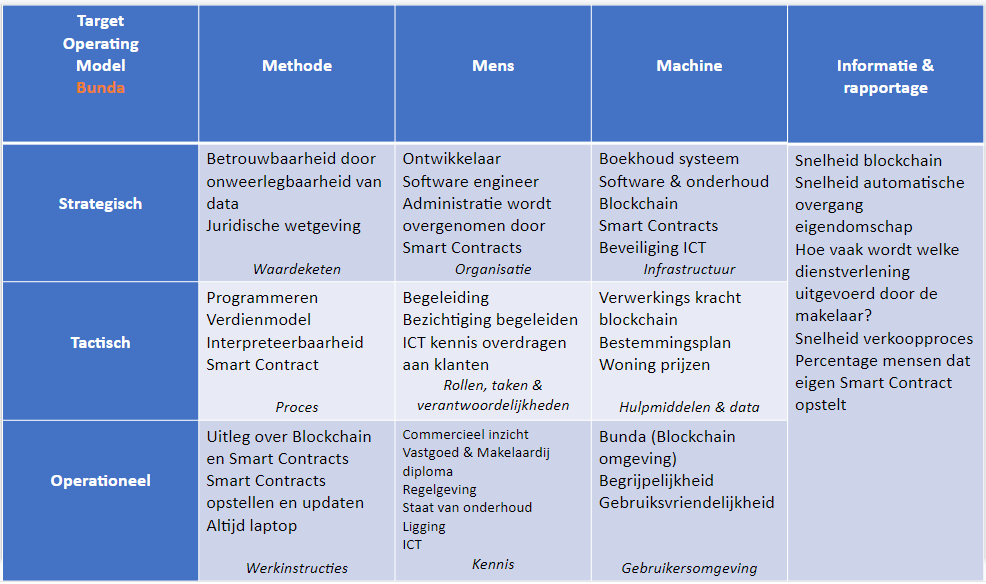 Target
Operating
Model
Bunda
Methode
Mens
Machine
Informatie &
rapportage
Strategisch
Betrouwbaarheid door
onweerlegbaarheid van
data
Juridische wetgeving
Waardeketen
Ontwikkelaar
Software engineer
Administratie wordt
overgenomen door
Smart Contracts
Organisatie
Boekhoud systeem
Software & onderhoud
Blockchain
Smart Contracts
Beveiliging ICT
Infrastructuur
Snelheid blockchain
Snelheid automatische
overgang
eigendomschap
Hoe vaak wordt welke
dienstverlening
uitgevoerd door de
makelaar?
Snelheid verkoopproces
Percentage mensen dat
eigen Smart Contract
opstelt
Tactisch
Programmeren
Verdienmodel
Interpreteerbaarheid
Smart Contract
Proces
Begeleiding
Bezichtiging begeleiden
ICT kennis overdragen
aan klanten
Rollen, taken &
verantwoordelijkheden
Verwerkings kracht
blockchain
Bestemmingsplan
Woning prijzen
Hulpmiddelen & data
Operationeel
Uitleg over Blockchain
en Smart Contracts
Smart Contracts
opstellen en updaten
Altijd laptop
Werkinstructies
Commercieel inzicht
Vastgoed & Makelaardij
diploma
Regelgeving
Staat van onderhoud
Ligging
ICT
Kennis
Bunda (Blockchain
omgeving)
Begrijpelijkheid
Gebruiksvriendelijkheid
Gebruikersomgeving